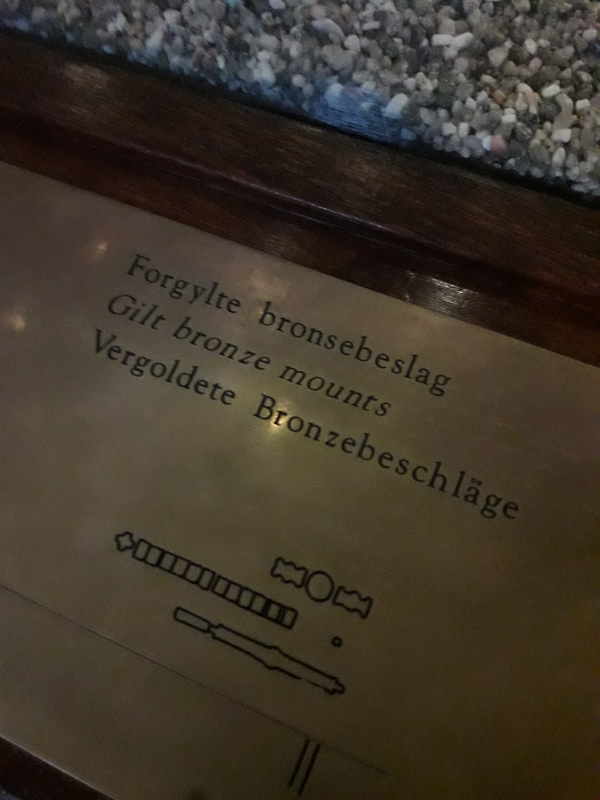 Forgylte bronsebeslag
Gilt bronze mounts
Vergoldete Bronzebeschläge